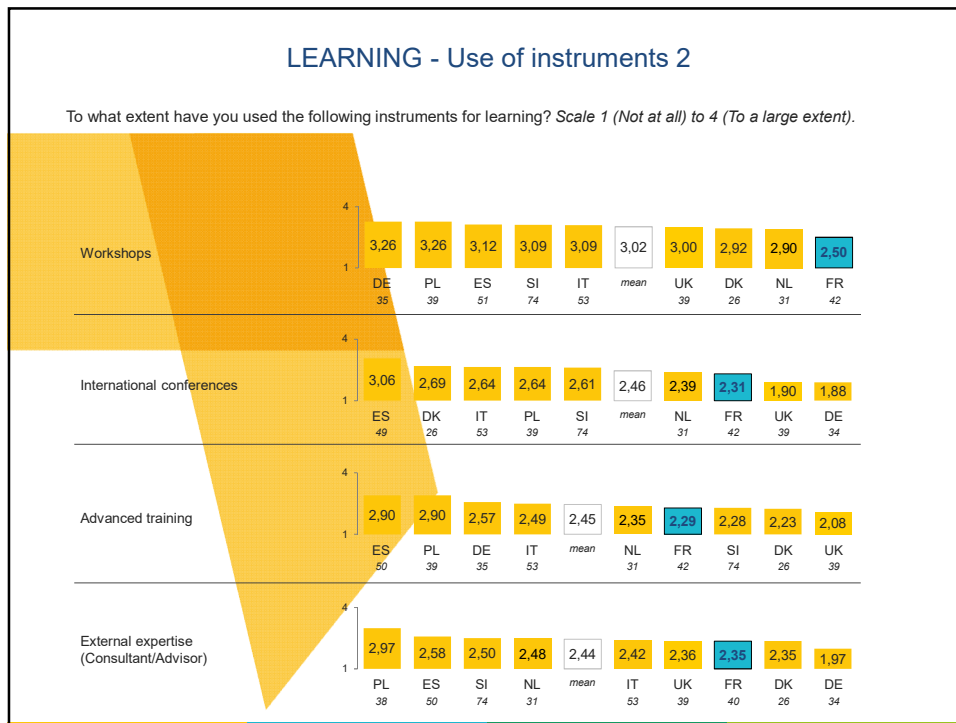 LEARNING - Use of instruments 2
To what extent have you used the following instruments for learning? Scale 1 (Not at all) to 4 (To a large extent).
4
Workshops
3,26 3,26 3,12 3,09 3,09 3,02 3,00 2,92 2,90 2,50
1
DE PL ES SI IT mean UK DK NL FR
35 39 51 74 53 39 26 31 42
4
International conferences
3,06 2,69 2,64 2,64 2,61 2,46 2,39 2,31 1,90 1,88
1
ES DK IT PL SI mean NL FR UK DE
49 26 53 39 74 31 42 39 34
4
Advanced training
2,90 2,90 2,57 2,49 2,45 2,35 2,29 2,28 2,23 2,08
1
ES PL DE IT mean NL FR SI DK UK
50 39 35 53 31 42 74 26 39
4
External expertise
(Consultant/Advisor)
2,97 2,58 2,50 2,48 2,44 2,42 2,36 2,35 2,35 1,97
1
PL ES SI NL mean IT UK FR DK DE
38 50 74 31 53 39 40 26 34